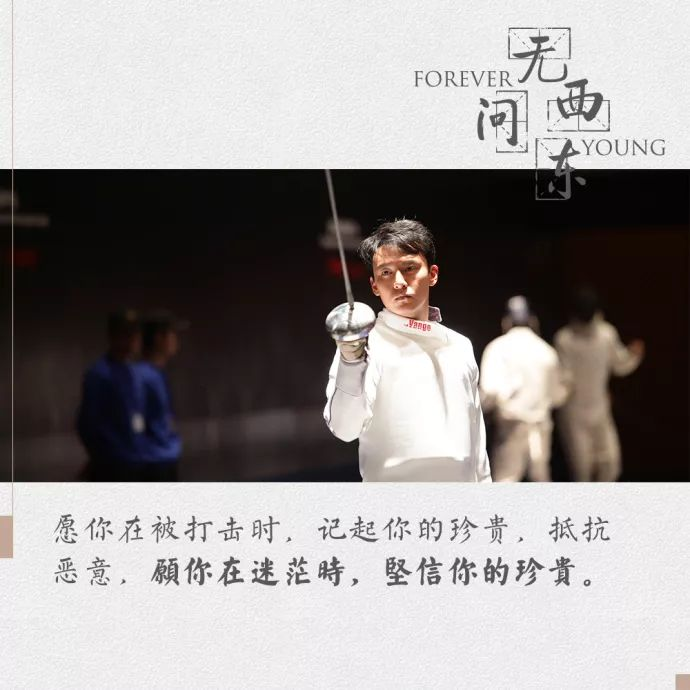 FOREVER
无问西东
YOUNG
Yange
愿你在被打击时，记起你的珍贵，抵抗
恶意，願你在迷茫時，堅信你的珍貴。